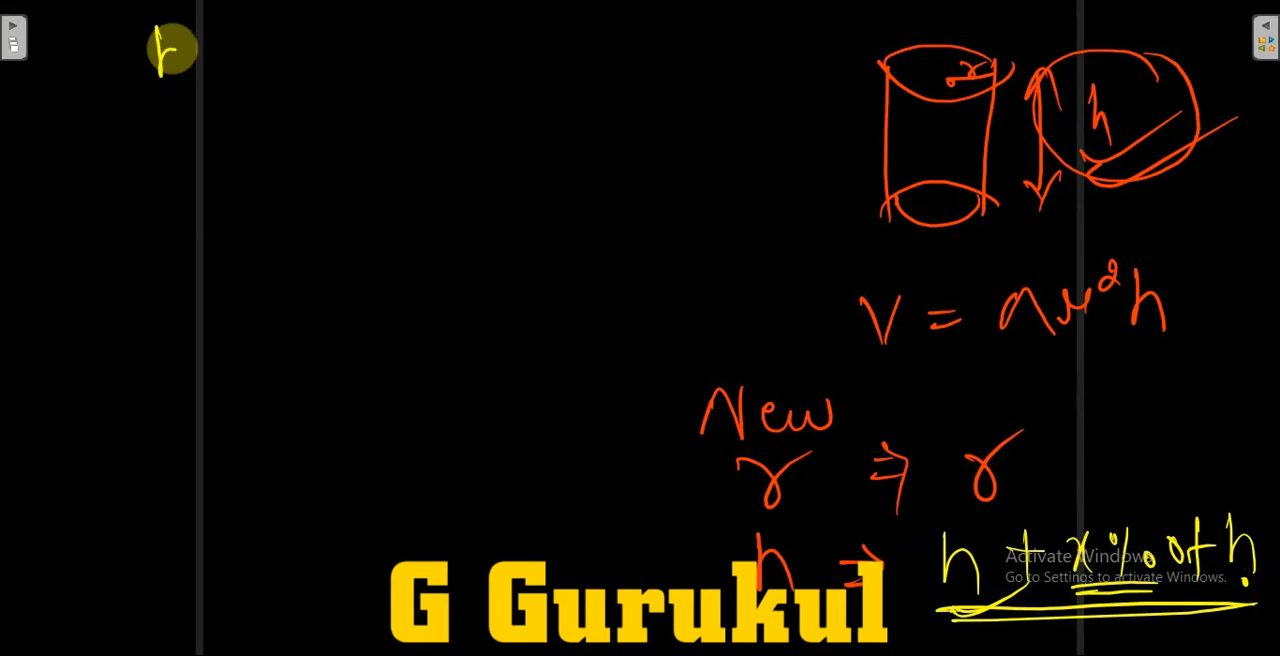 r
h
V = πr²h
New
r ⇒ r
h ⇒ h + x% of h
Activate Windows
Go to Settings to activate Windows.
G Gurukul